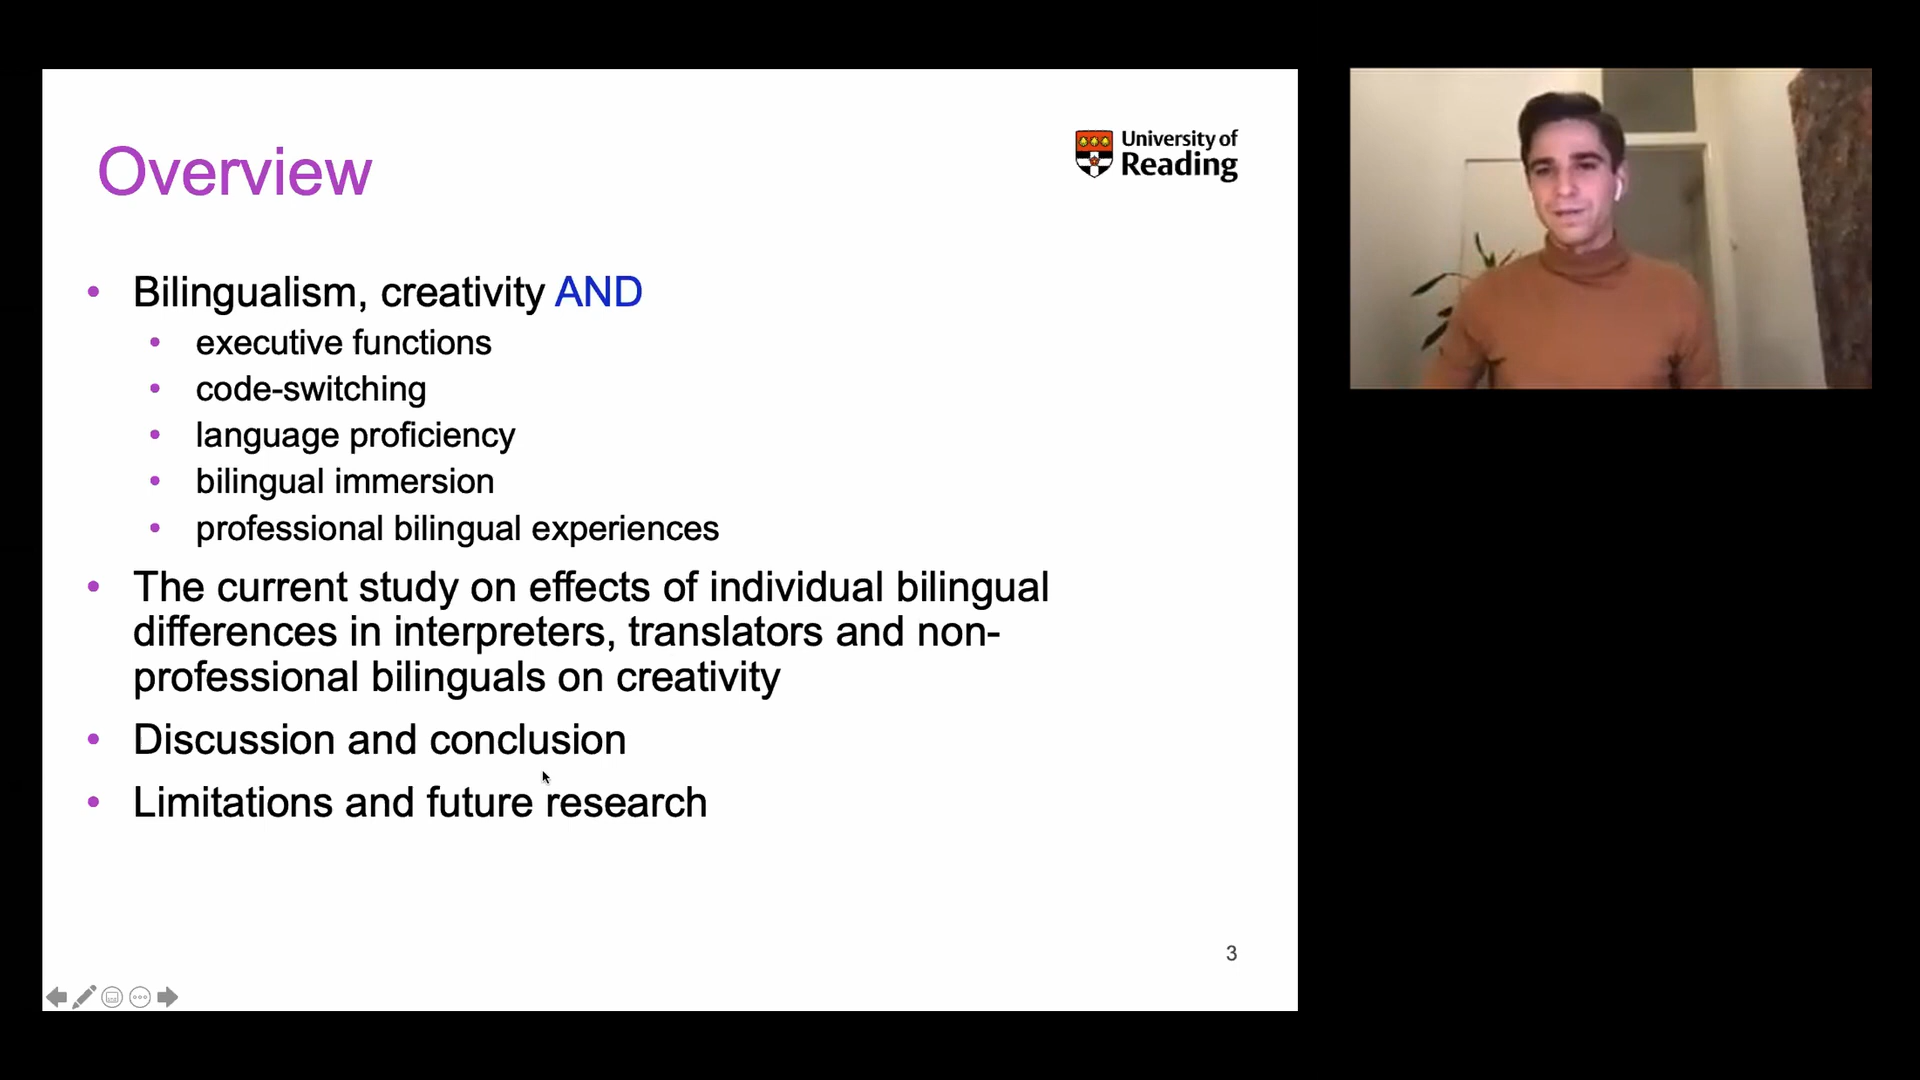 Overview
University of
Reading
Bilingualism, creativity AND
executive functions
code-switching
language proficiency
bilingual immersion
professional bilingual experiences
The current study on effects of individual bilingual
differences in interpreters, translators and non-
professional bilinguals on creativity
Discussion and conclusion
Limitations and future research
3